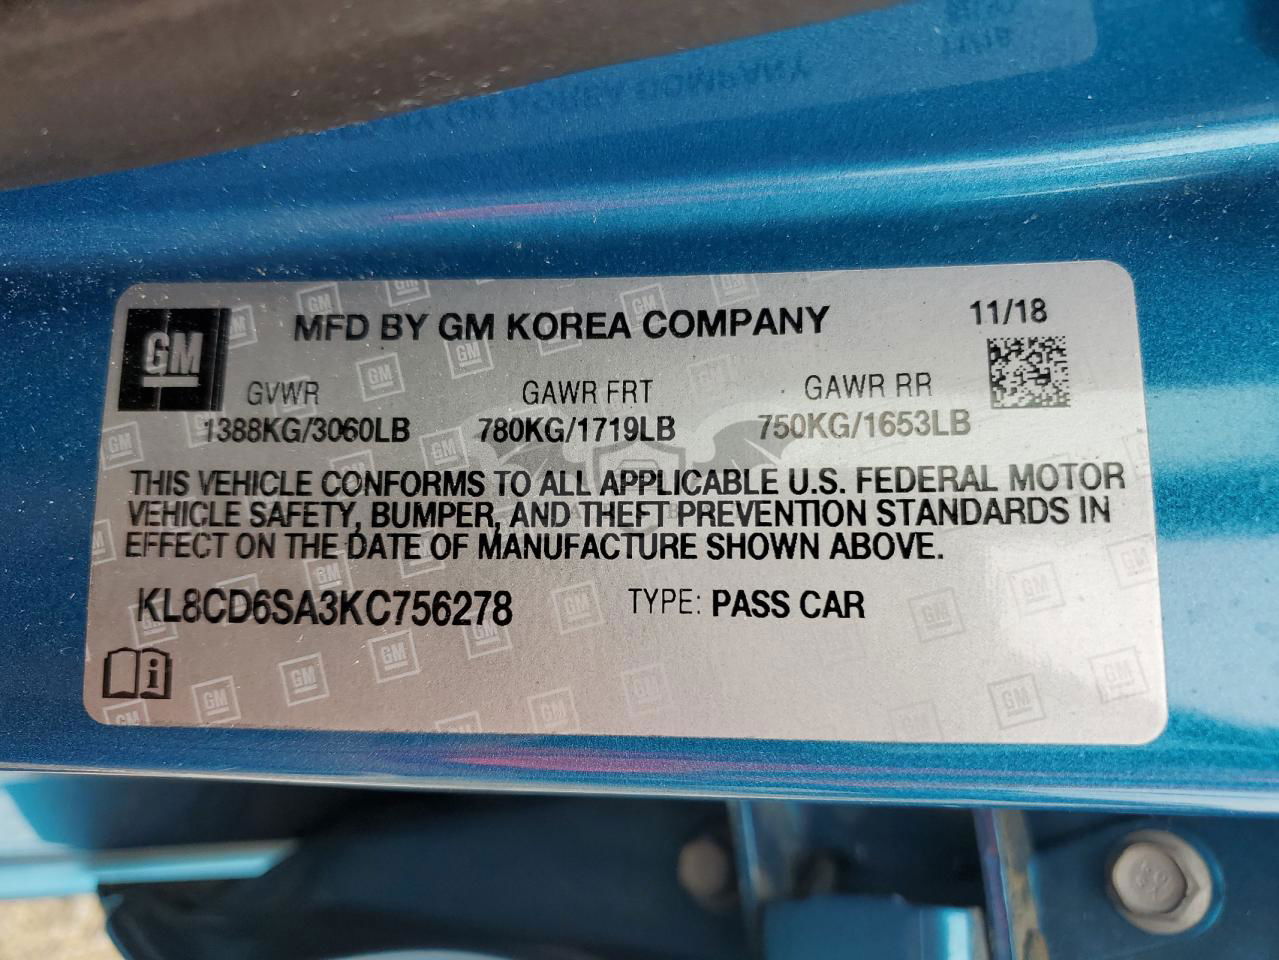 GM
MFD BY GM KOREA COMPANY
11/18
GVWR GAWR FRT GAWR RR
1388KG/3060LB 780KG/1719LB 750KG/1653LB
THIS VEHICLE CONFORMS TO ALL APPLICABLE U.S. FEDERAL MOTOR
VEHICLE SAFETY, BUMPER, AND THEFT PREVENTION STANDARDS IN
EFFECT ON THE DATE OF MANUFACTURE SHOWN ABOVE.
KL8CD6SA3KC756278 TYPE: PASS CAR